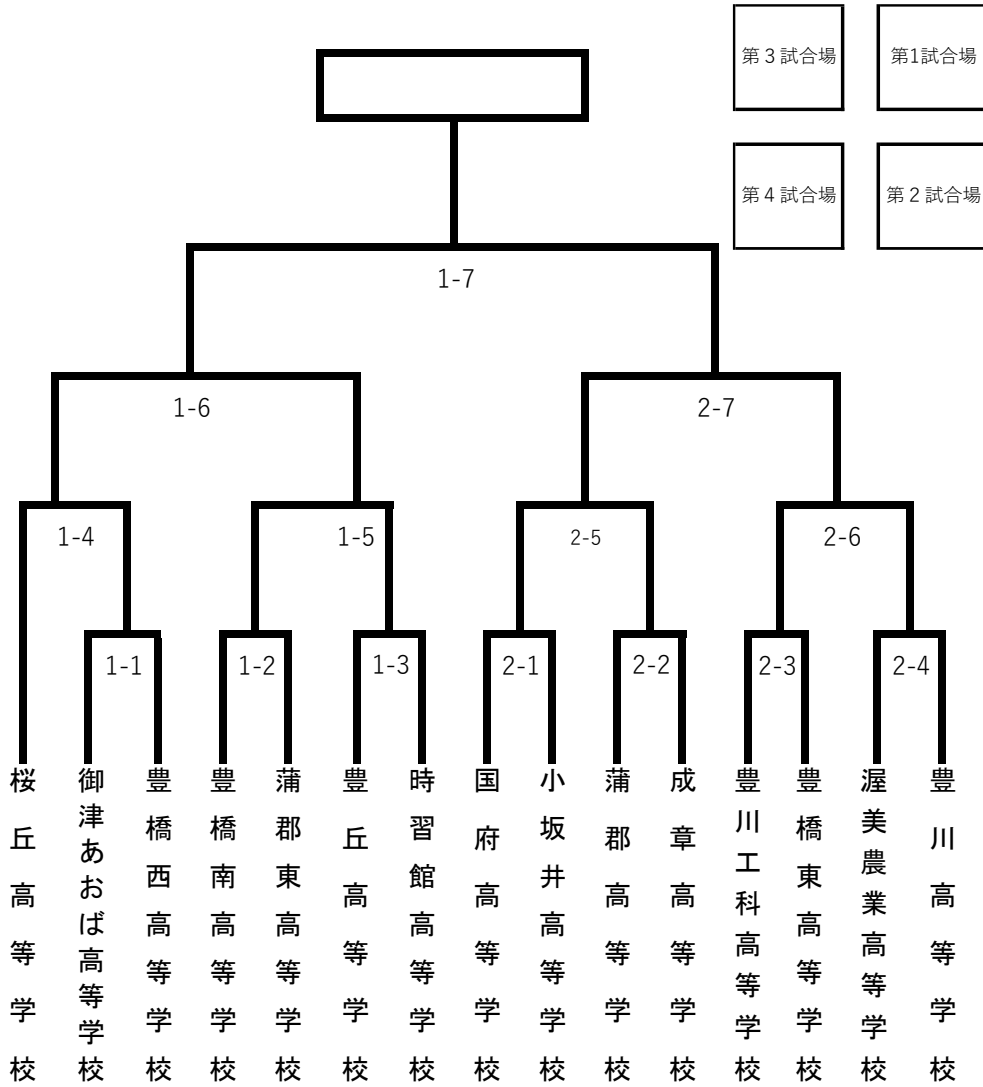 第３試合場
第1試合場
第４試合場
第２試合場
1-7
1-6
2-7
1-4
1-5
2-5
2-6
1-1
1-2
1-3
2-1
2-2
2-3
2-4
桜丘高等学校
御津あおば高等学校
豊橋西高等学校
豊橋南高等学校
蒲郡東高等学校
豊丘高等学校
時習館高等学校
国府高等学校
小坂井高等学校
蒲郡高等学校
成章高等学校
豊川工科高等学校
豊橋東高等学校
渥美農業高等学校
豊川高等学校